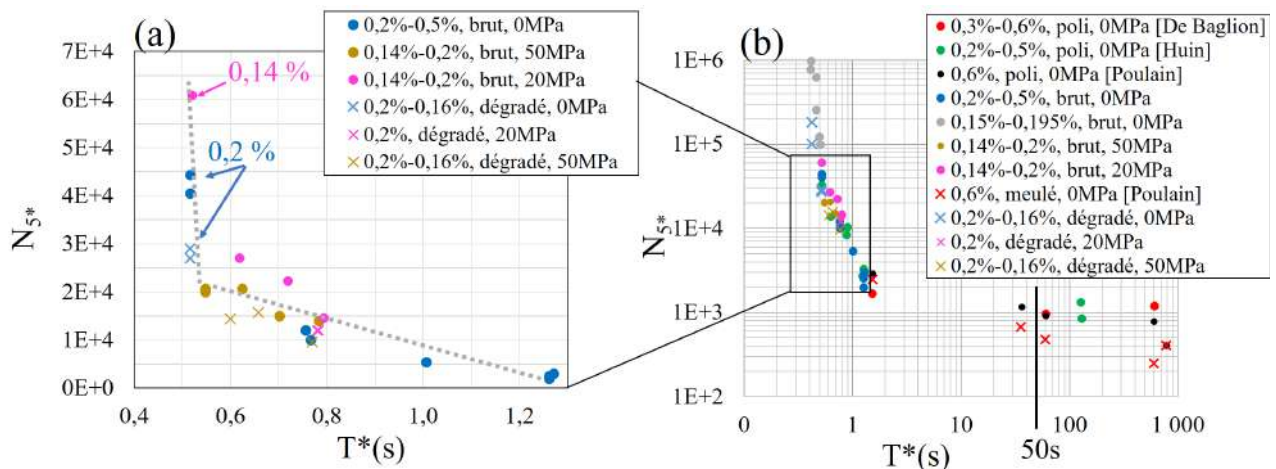 (a)
0,2%-0,5%, brut, 0MPa
0,14%-0,2%, brut, 50MPa
0,14%-0,2%, brut, 20MPa
0,2%-0,16%, dégradé, 0MPa
0,2%, dégradé, 20MPa
0,2%-0,16%, dégradé, 50MPa
7E+4
6E+4
5E+4
4E+4
3E+4
2E+4
1E+4
0E+0
N5*
0,14 %
0,2 %
0,4
0,6
0,8
1,0
1,2
T*(s)
(b)
0,3%-0,6%, poli, 0MPa [De Baglion]
0,2%-0,5%, poli, 0MPa [Huin]
0,6%, poli, 0MPa [Poulain]
0,2%-0,5%, brut, 0MPa
0,15%-0,195%, brut, 0MPa
0,14%-0,2%, brut, 50MPa
0,14%-0,2%, brut, 20MPa
0,6%, meulé, 0MPa [Poulain]
0,2%-0,16%, dégradé, 0MPa
0,2%, dégradé, 20MPa
0,2%-0,16%, dégradé, 50MPa
1E+6
1E+5
1E+4
1E+3
1E+2
N5*
0
1
10
100
1 000
T*(s)
50s